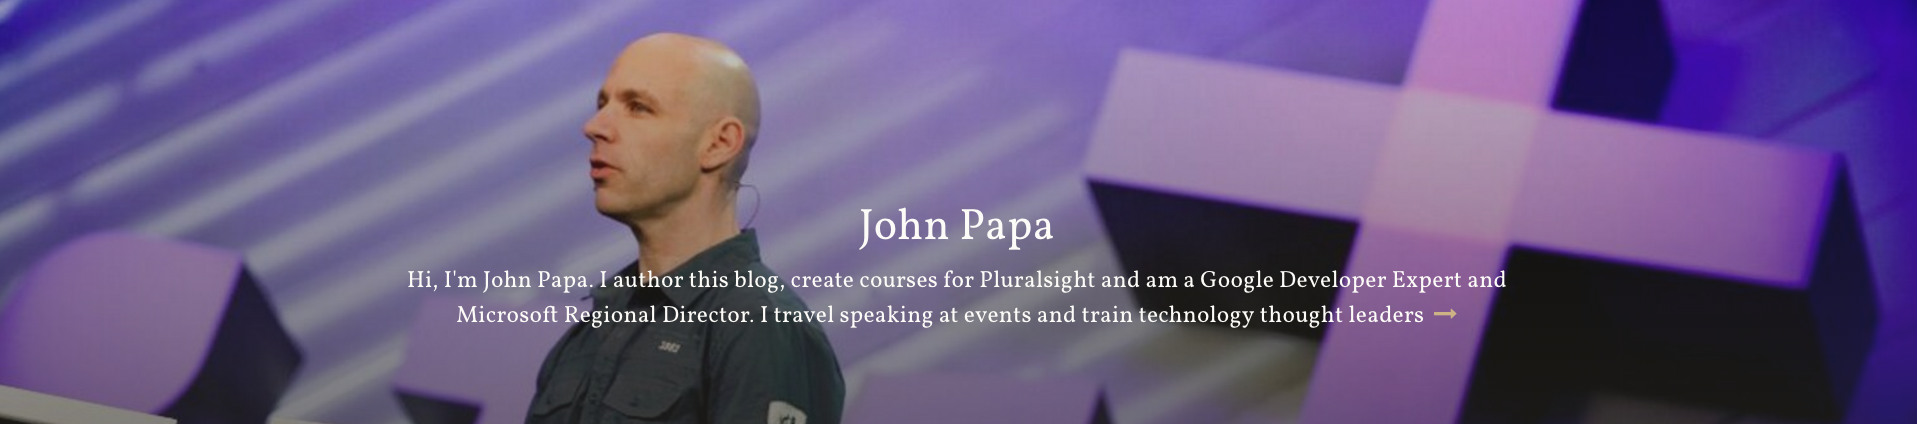 John Papa
Hi, I'm John Papa. I author this blog, create courses for Pluralsight and am a Google Developer Expert and
Microsoft Regional Director. I travel speaking at events and train technology thought leaders →